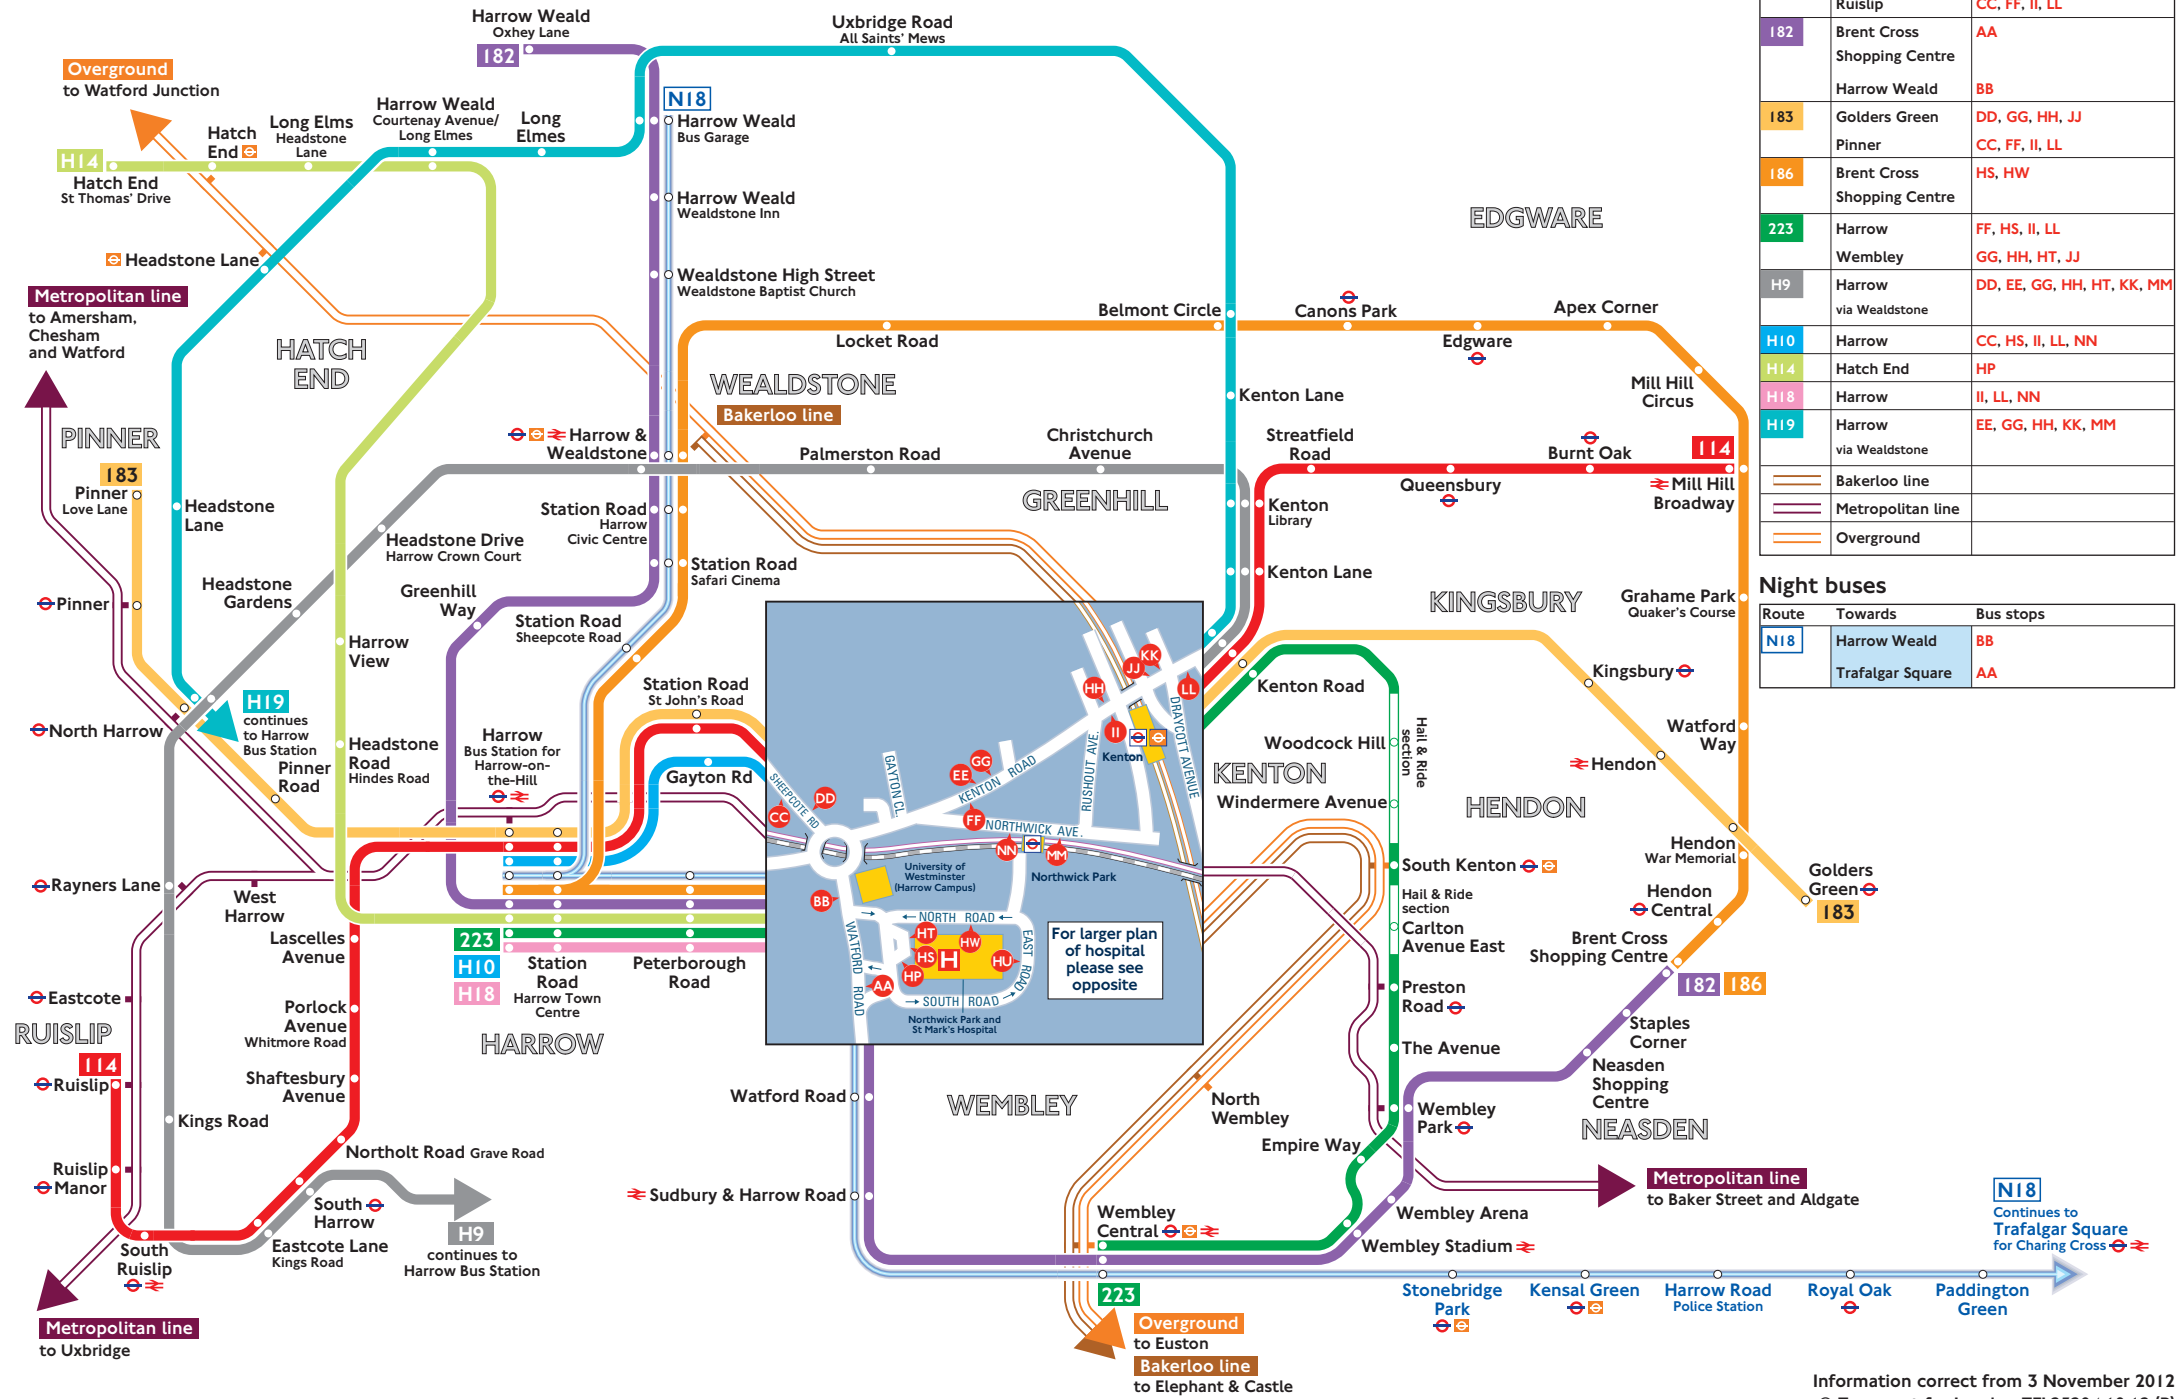 Harrow Weald
Oxhey Lane
182
Uxbridge Road
All Saints' Mews
Overground
to Watford Junction
Hatch
End
Long Elms
Headstone
Lane
Harrow Weald
Courtenay Avenue/
Long Elmes
Long
Elmes
N18
Harrow Weald
Bus Garage
H14
Hatch End
St Thomas' Drive
Harrow Weald
Wealdstone Inn
Headstone Lane
Wealdstone High Street
Wealdstone Baptist Church
Metropolitan line
to Amersham,
Chesham
and Watford
HATCH
END
EDGWARE
Belmont Circle
Canons Park
Apex Corner
Locket Road
Edgware
WEALDSTONE
Bakerloo line
Mill Hill
Circus
Kenton Lane
PINNER
183
Pinner
Love Lane
Harrow &
Wealdstone
Palmerston Road
Christchurch
Avenue
Streatfield
Road
Burnt Oak
114
Queensbury
Mill Hill
Broadway
GREENHILL
Headstone
Lane
Station Road
Harrow
Civic Centre
Kenton
Library
Headstone Drive
Harrow Crown Court
Station Road
Safari Cinema
Kenton Lane
Headstone
Gardens
Greenhill
Way
Pinner
Station Road
Sheepcote Road
KINGSBURY
Grahame Park
Quaker's Course
Harrow
View
Kingsbury
Kenton Road
Station Road
St John's Road
H19
continues
to Harrow
Bus Station
North Harrow
Pinner
Road
Headstone
Road
Hindes Road
Harrow
Bus Station for
Harrow-on-
the-Hill
Gayton Rd
Watford
Way
Woodcock Hill
Hail & Ride
section
Hendon
KENTON
Windermere Avenue
HENDON
Hendon
War Memorial
South Kenton
Hail & Ride
section
Carlton
Avenue East
Hendon
Central
Golders
Green
183
Brent Cross
Shopping Centre
182
186
Rayners Lane
West
Harrow
Lascelles
Avenue
223
H10
H18
Station
Road
Harrow Town
Centre
Peterborough
Road
HARROW
KK
JJ
HH
LL
II
Kenton
DRAYCOTT AVENUE
RUSHOUT AVE.
GAYTON CL.
GG
EE
KENTON ROAD
SHEEPCOTE RD
DD
CC
FF
NORTHWICK AVE.
NN
MM
University of
Westminster
(Harrow Campus)
Northwick Park
BB
NORTH ROAD
WATFORD ROAD
HT
HW
HS
H
HU
HP
EAST ROAD
AA
SOUTH ROAD
Northwick Park and
St Mark's Hospital
For larger plan
of hospital
please see
opposite
Preston
Road
Staples
Corner
Eastcote
Porlock
Avenue
Whitmore Road
The Avenue
Neasden
Shopping
Centre
RUISLIP
114
Ruislip
Shaftesbury
Avenue
Watford Road
WEMBLEY
North
Wembley
Wembley
Park
NEASDEN
Kings Road
Northolt Road Grave Road
Empire Way
Ruislip
Manor
South
Harrow
H9
continues to
Harrow Bus Station
Sudbury & Harrow Road
Metropolitan line
to Baker Street and Aldgate
Wembley
Central
Wembley Arena
Wembley Stadium
South
Ruislip
Eastcote Lane
Kings Road
N18
Continues to
Trafalgar Square
for Charing Cross
223
Stonebridge
Park
Kensal Green
Harrow Road
Police Station
Royal Oak
Paddington
Green
Metropolitan line
to Uxbridge
Overground
to Euston
Bakerloo line
to Elephant & Castle
Ruislip CC, FF, II, LL
182 Brent Cross AA
Shopping Centre
Harrow Weald BB
183 Golders Green DD, GG, HH, JJ
Pinner CC, FF, II, LL
186 Brent Cross HS, HW
Shopping Centre
223 Harrow FF, HS, II, LL
Wembley GG, HH, HT, JJ
H9 Harrow DD, EE, GG, HH, HT, KK, MM
via Wealdstone
H10 Harrow CC, HS, II, LL, NN
H14 Hatch End HP
H18 Harrow II, LL, NN
H19 Harrow EE, GG, HH, KK, MM
via Wealdstone
Bakerloo line
Metropolitan line
Overground
Night buses
Route Towards Bus stops
N18 Harrow Weald BB
Trafalgar Square AA
Information correct from 3 November 2012